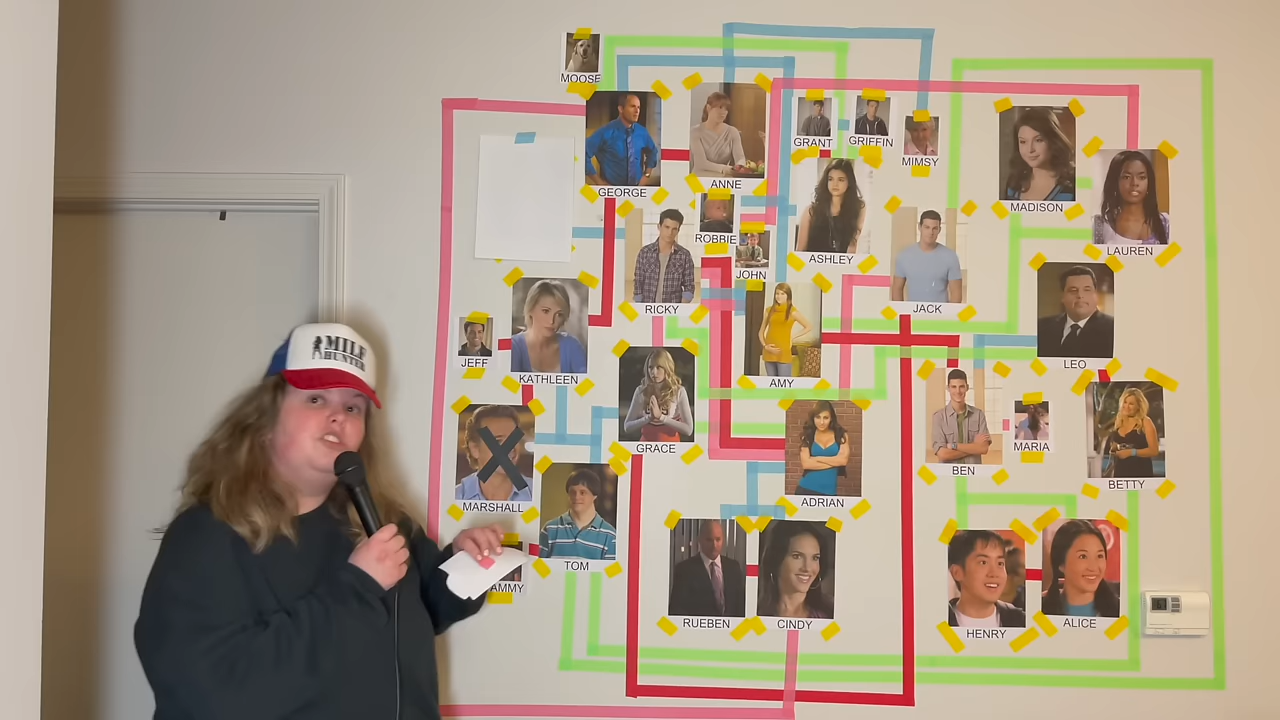 MOOSE
GEORGE
ANNE
GRANT
GRIFFIN
MIMSY
MADISON
LAUREN
ROBBIE
JOHN
ASHLEY
RICKY
JACK
LEO
JEFF
KATHLEEN
AMY
GRACE
MARSHALL
TOM
ADRIAN
BEN
MARIA
BETTY
AMMY
RUEBEN
CINDY
HENRY
ALICE
MILF
HUNTER